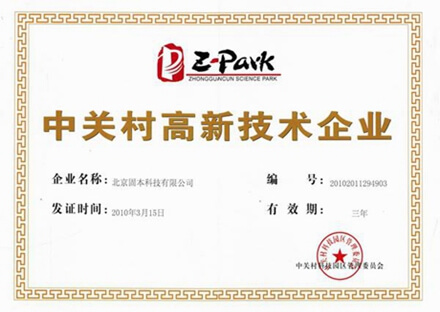 Z-PARK
ZHONGGUANCUN SCIENCE PARK
中关村高新技术企业
企业名称: 北京固本科技有限公司 编 号: 20102011294903
发证时间: 2010年3月15日 有 效 期: 三年
中关村科技园区管理委员会